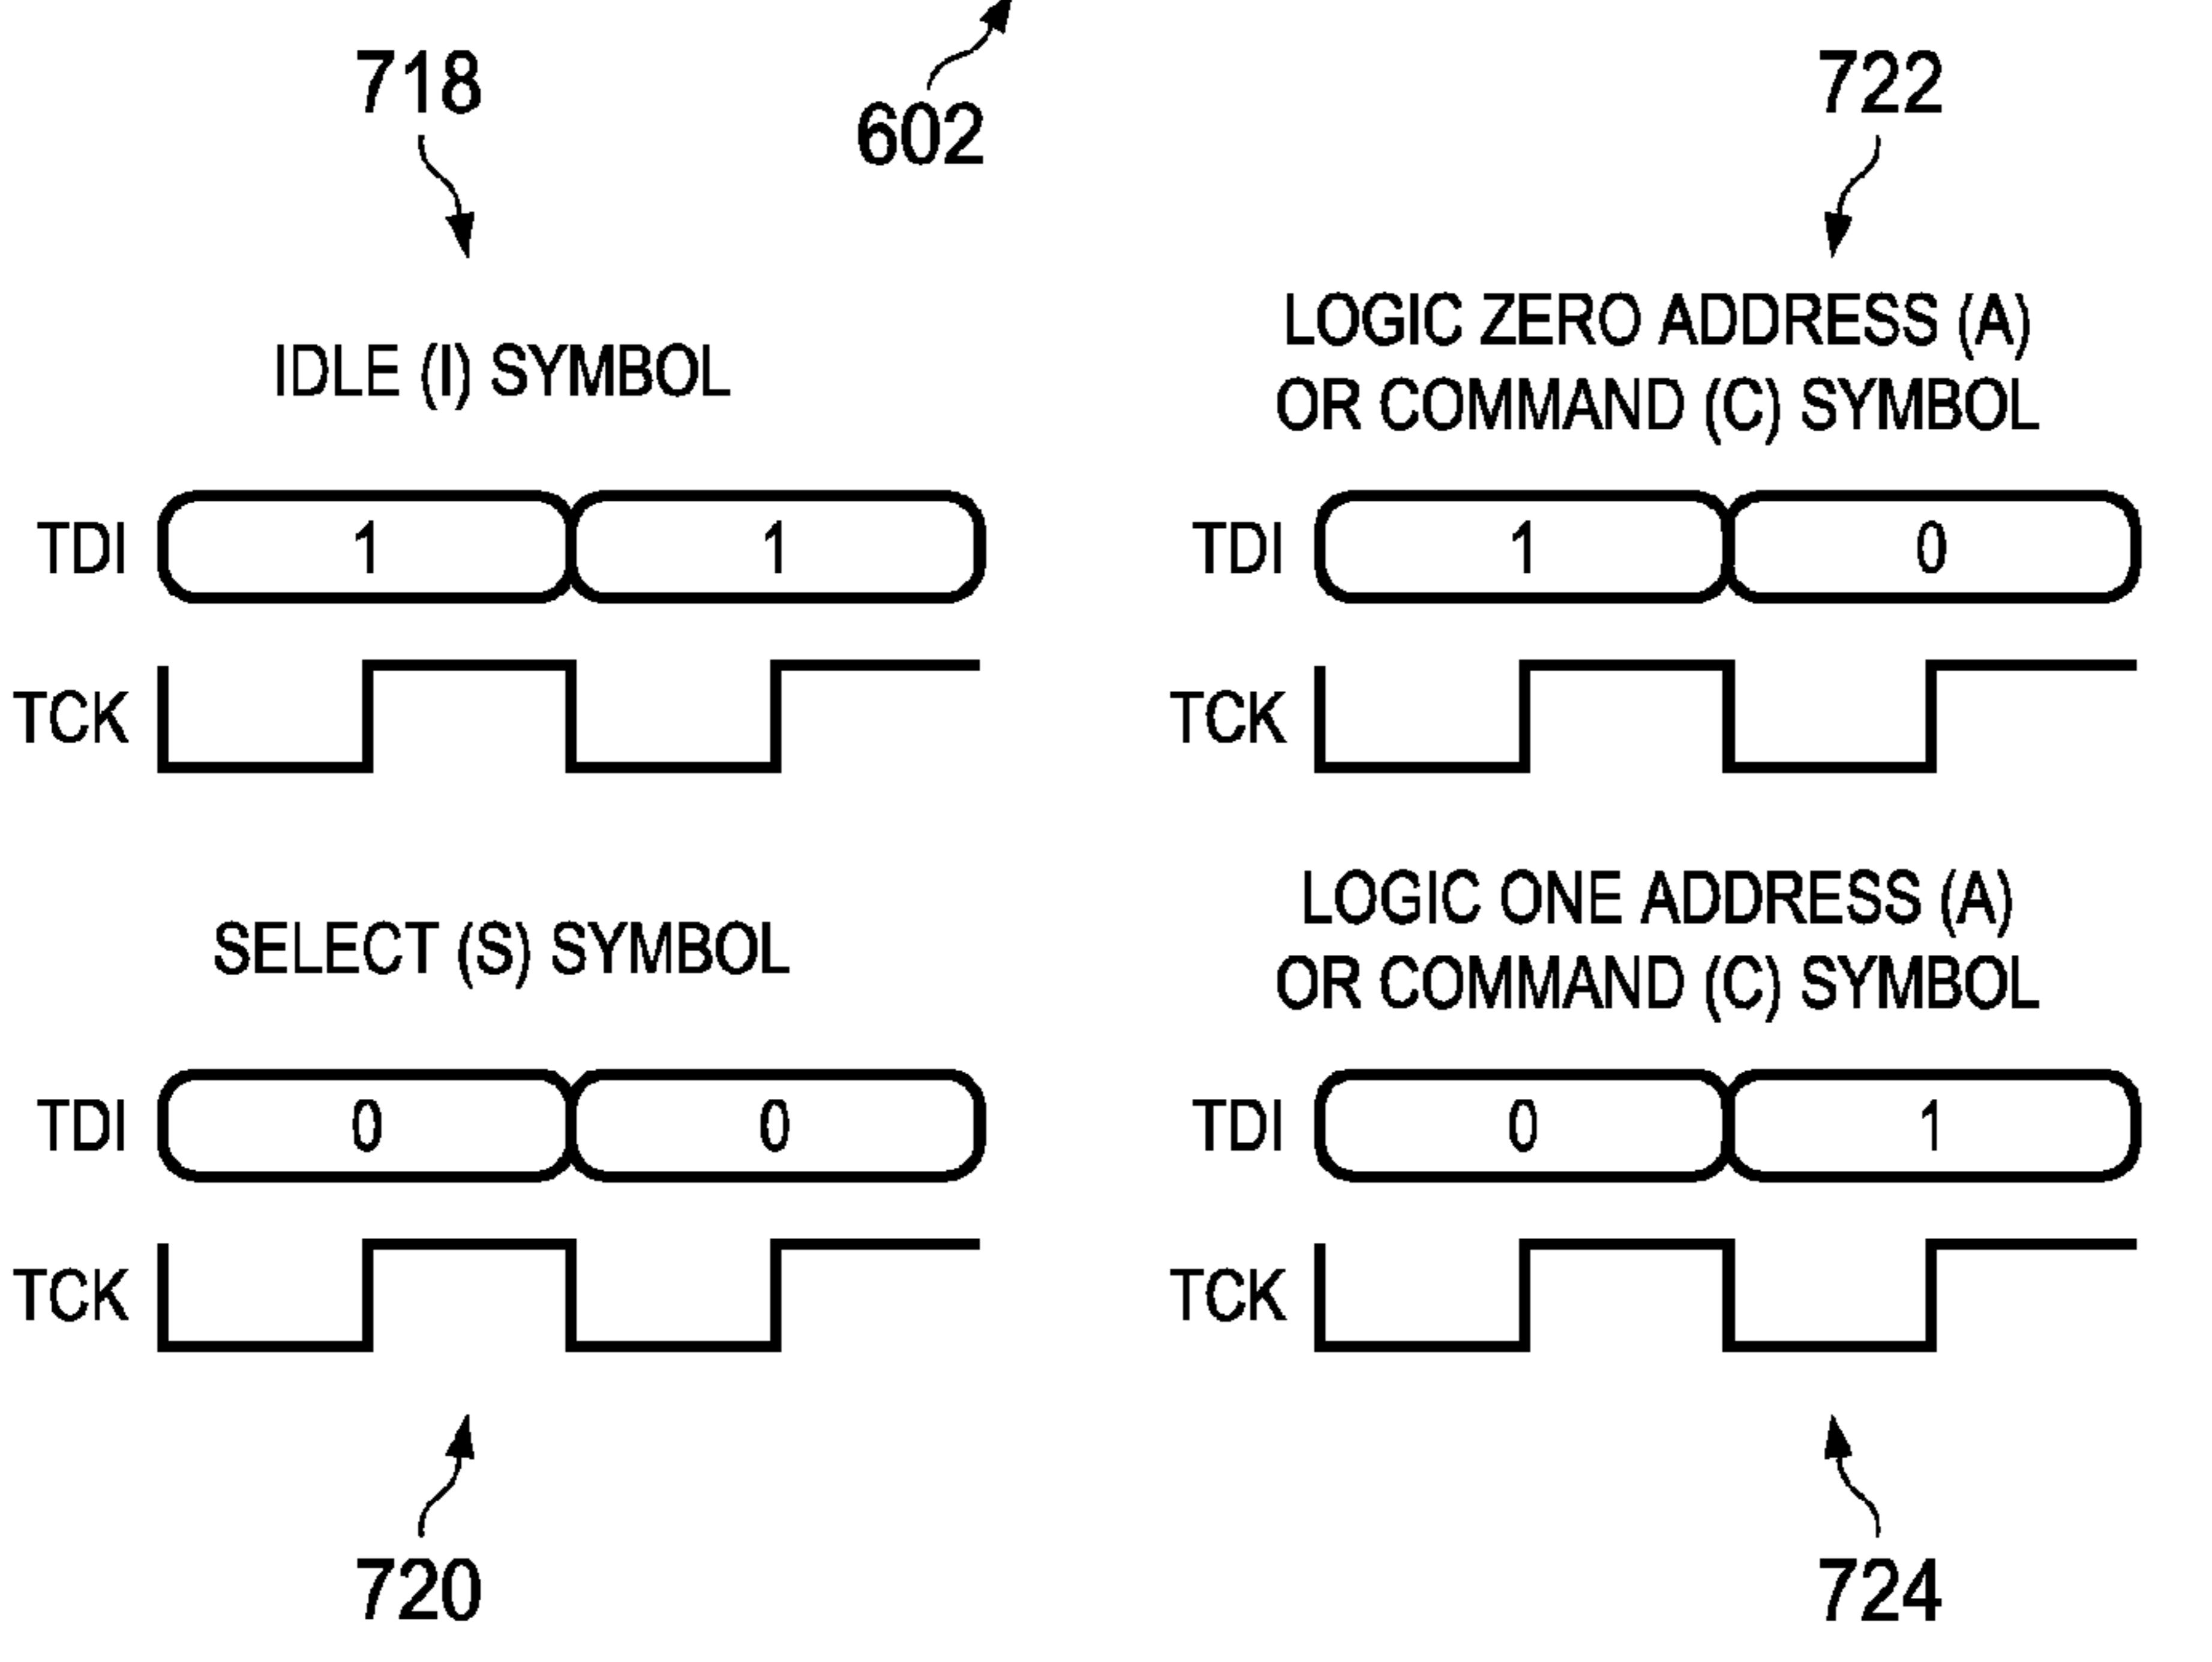 718
602
722
IDLE (I) SYMBOL
LOGIC ZERO ADDRESS (A)
OR COMMAND (C) SYMBOL
TDI 1 1
TDI 1 0
TCK
TCK
SELECT (S) SYMBOL
LOGIC ONE ADDRESS (A)
OR COMMAND (C) SYMBOL
TDI 0 0
TDI 0 1
TCK
TCK
720
724